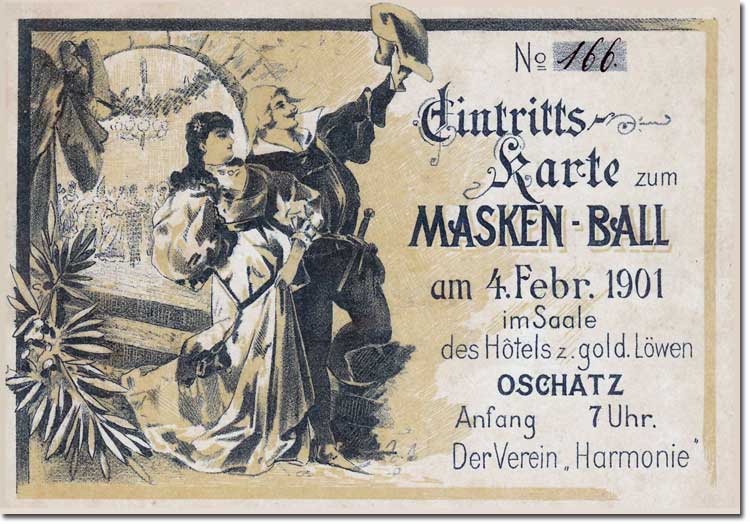 No 166.
Eintritts-
Karte zum
MASKEN-BALL
am 4. Febr. 1901
im Saale
des Hôtels z. gold. Löwen
OSCHATZ
Anfang 7 Uhr.
Der Verein „Harmonie"